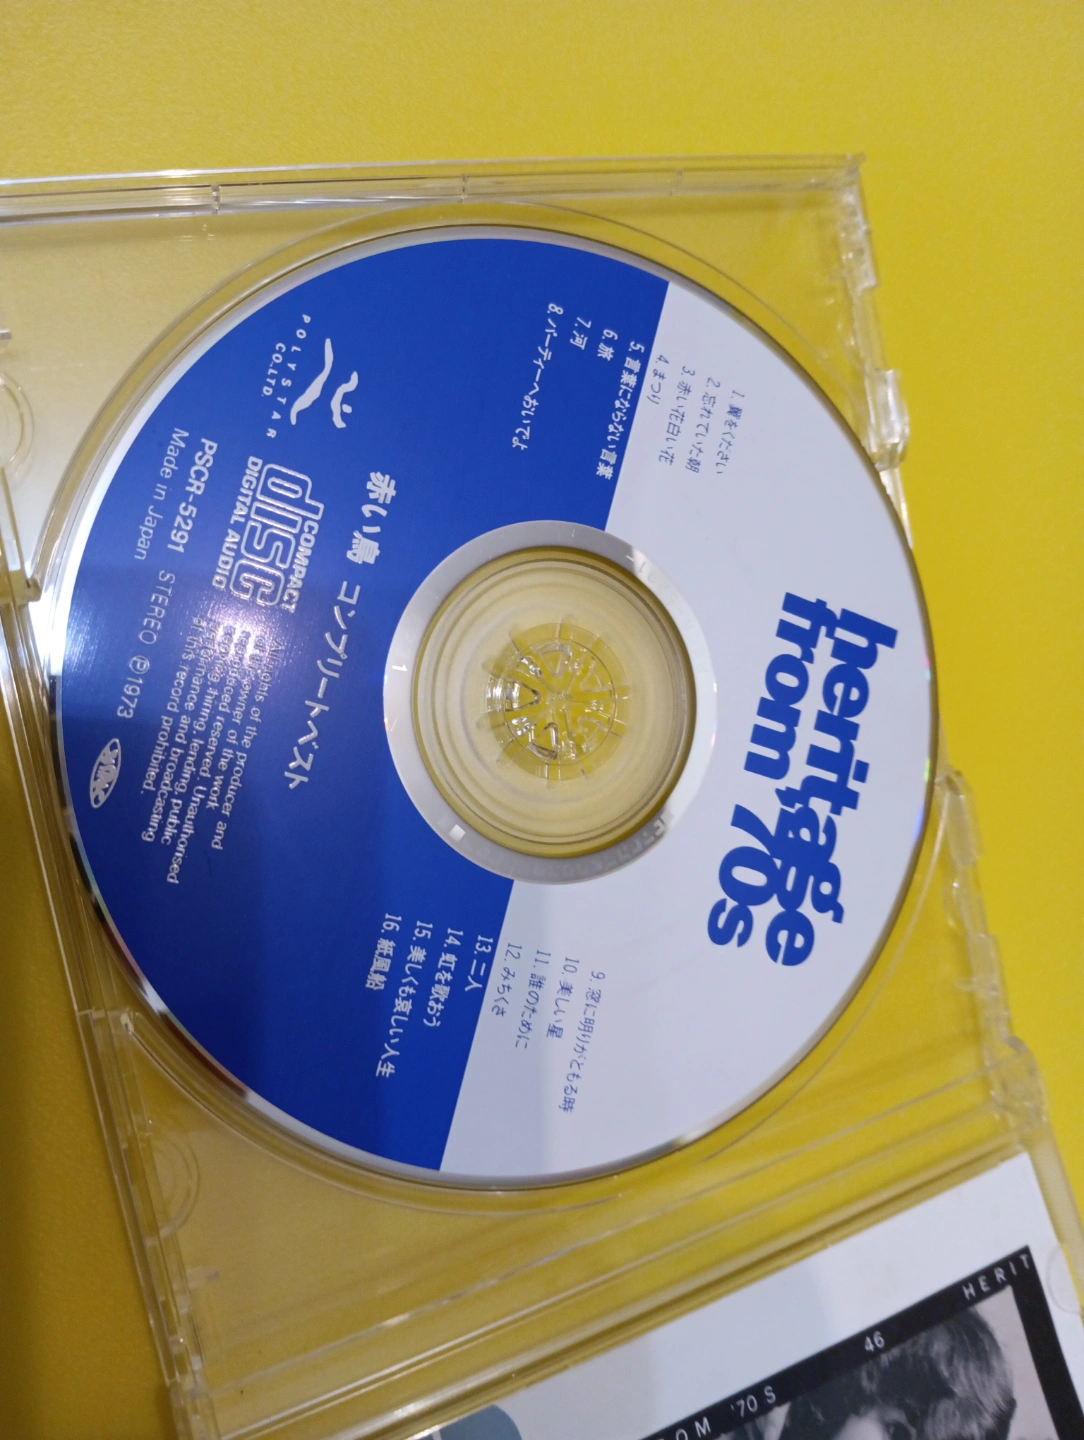 heritage
from '70s
1. 翼をください
2. 忘れていた朝
3. 赤い花白い花
4. まつり
5. 言葉にならない言葉
6. 旅
7. 河
8. パーティーへおいでよ
9. 窓に明りがともる時
10. 美しい星
11. 誰のために
12. みちくさ
13. 二人
14. 虹を歌おう
15. 美しくも哀しい人生
16. 紙風船
赤い鳥 コンプリートベスト
POLYSTAR
CO.,LTD.
COMPACT
disc
DIGITAL AUDIO
All rights of the producer and
owner of the work
reproduced reserved. Unauthorised
hiring, lending, public
performance and broadcasting
of this record prohibited.
PSCR-5291 STEREO ℗1973
Made in Japan
46
HERIT
OM '70S